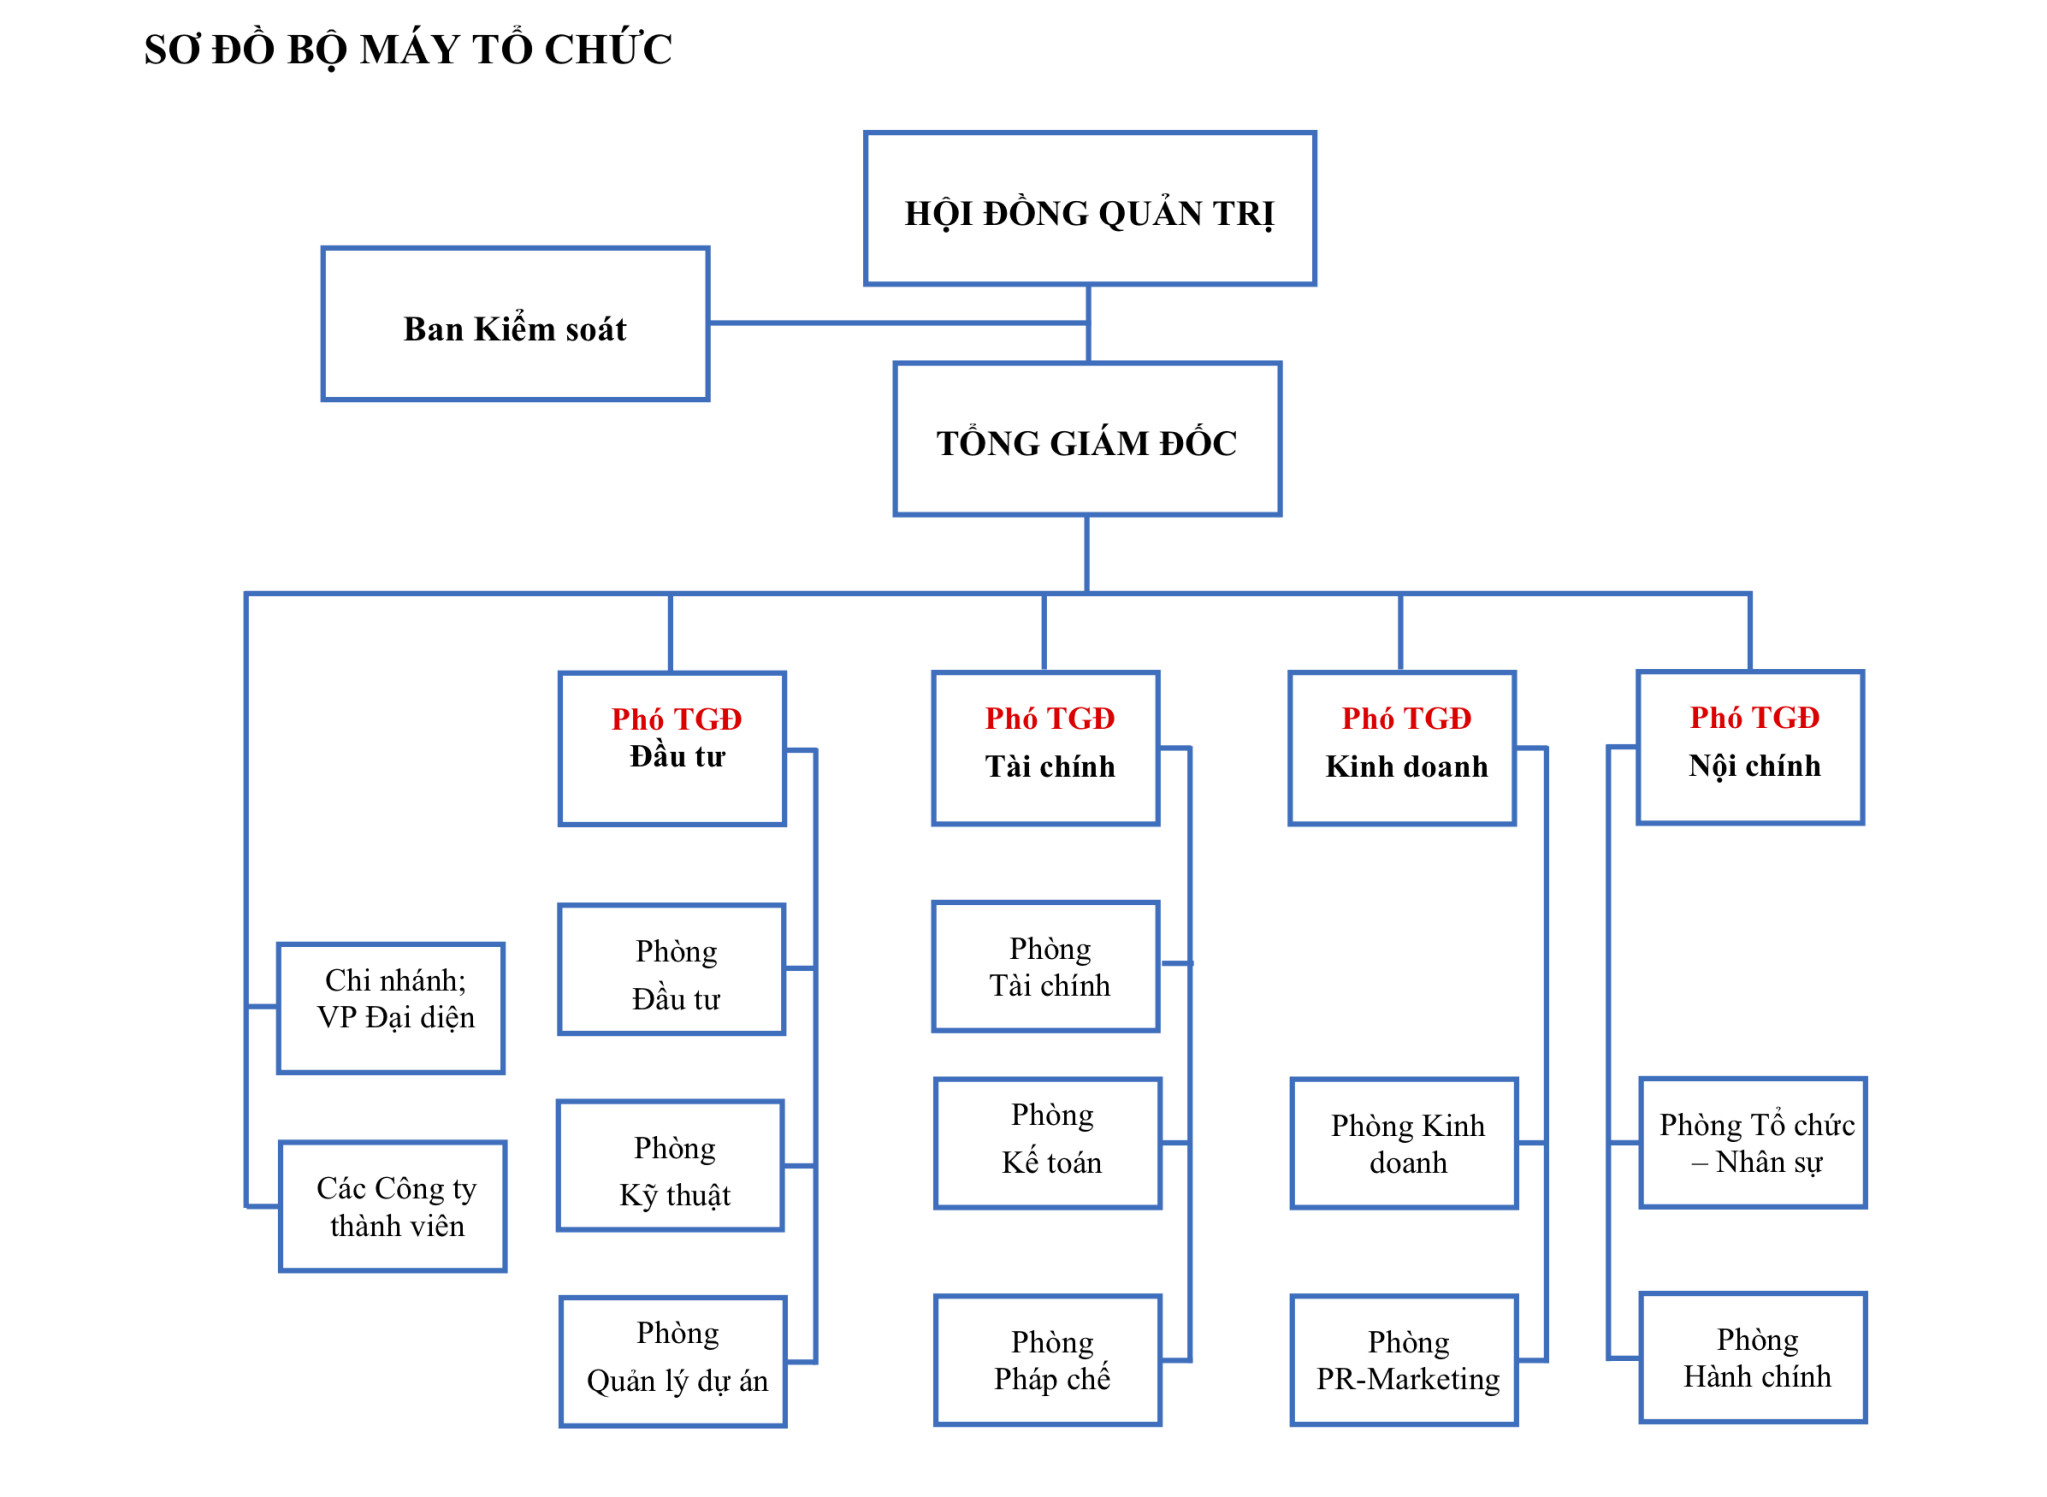 SƠ ĐỒ BỘ MÁY TỔ CHỨC
HỘI ĐỒNG QUẢN TRỊ
Ban Kiểm soát
TỔNG GIÁM ĐỐC
Phó TGĐ
Đầu tư
Phó TGĐ
Tài chính
Phó TGĐ
Kinh doanh
Phó TGĐ
Nội chính
Chi nhánh;
VP Đại diện
Các Công ty
thành viên
Phòng
Đầu tư
Phòng
Kỹ thuật
Phòng
Quản lý dự án
Phòng
Tài chính
Phòng
Kế toán
Phòng
Pháp chế
Phòng Kinh
doanh
Phòng
PR-Marketing
Phòng Tổ chức
– Nhân sự
Phòng
Hành chính